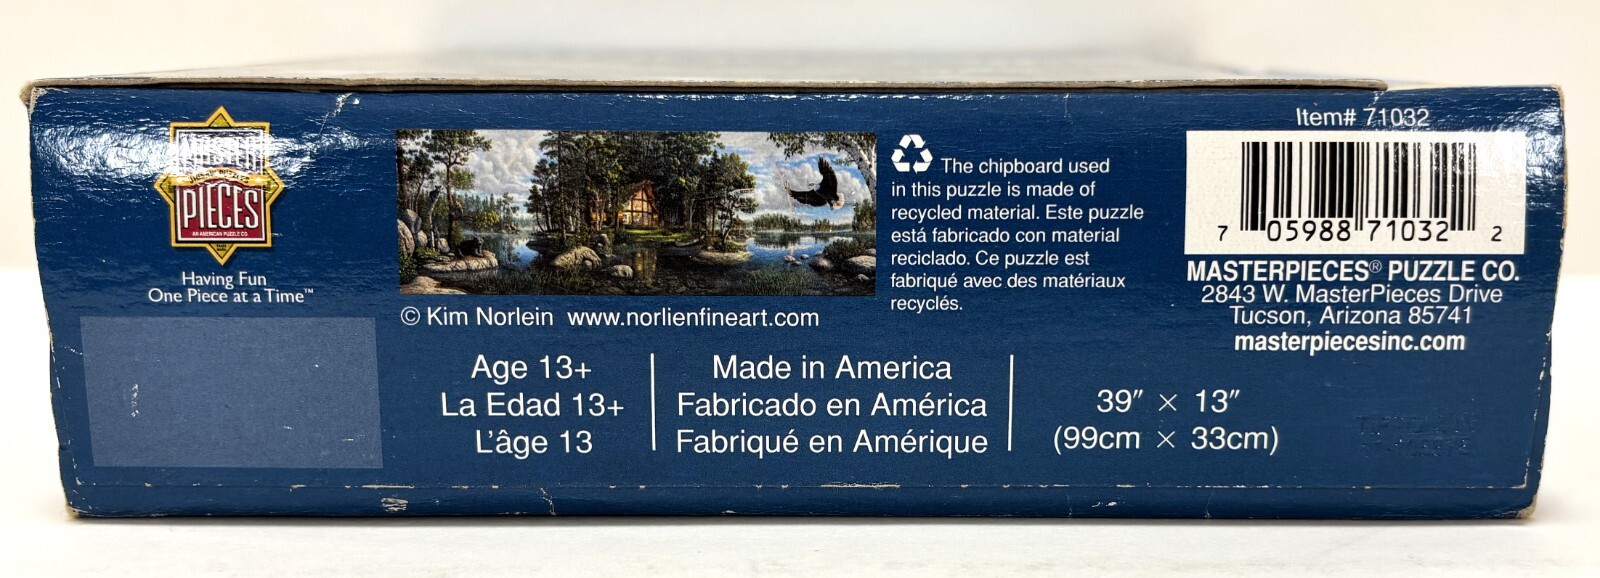 MASTER
PIECES
AN AMERICAN PUZZLE CO.
Having Fun
One Piece at a Time™
© Kim Norlein www.norlienfineart.com
The chipboard used
in this puzzle is made of
recycled material. Este puzzle
está fabricado con material
reciclado. Ce puzzle est
fabriqué avec des matériaux
recyclés.
Item# 71032
7 05988 71032 2
MASTERPIECES® PUZZLE CO.
2843 W. MasterPieces Drive
Tucson, Arizona 85741
masterpiecesinc.com
Age 13+
La Edad 13+
L'âge 13
Made in America
Fabricado en América
Fabriqué en Amérique
39″ × 13″
(99cm × 33cm)